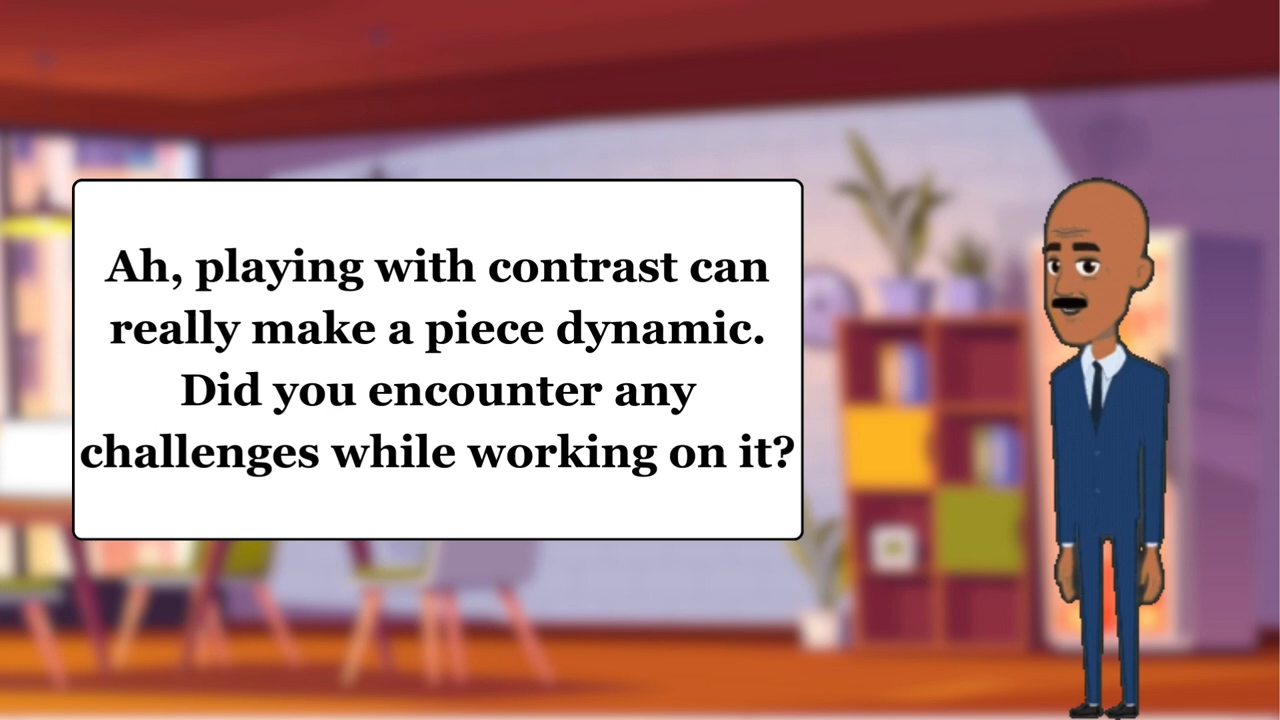 Ah, playing with contrast can
really make a piece dynamic.
Did you encounter any
challenges while working on it?